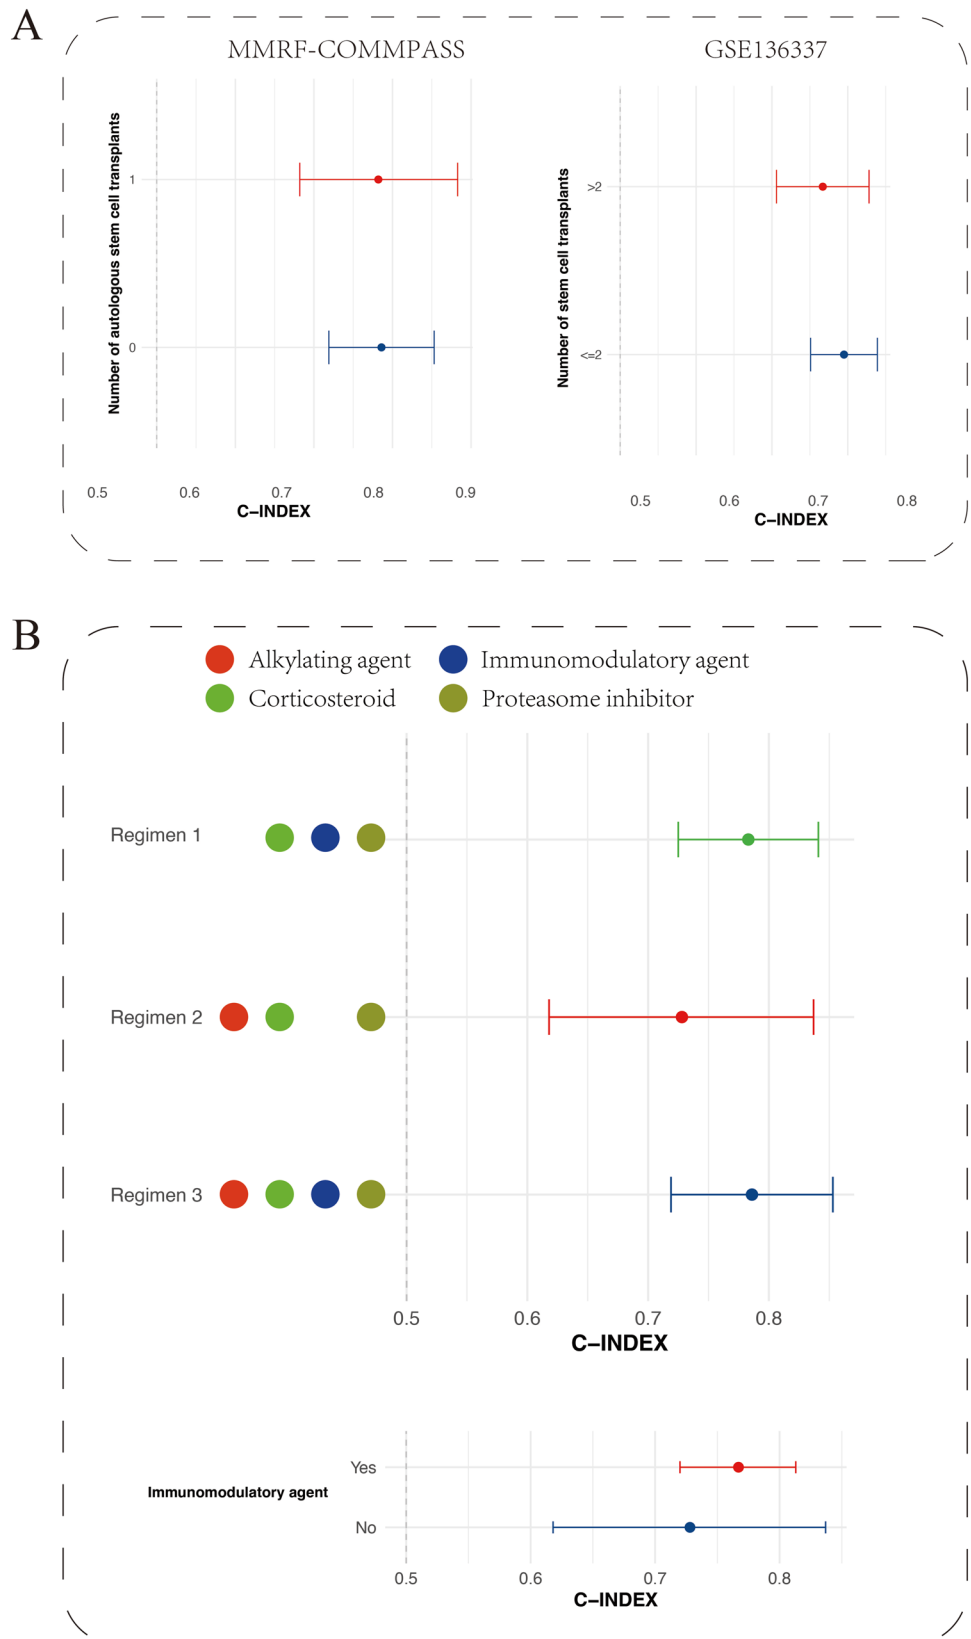 A
MMRF-COMMPASS
GSE136337
Number of autologous stem cell transplants
1
0
0.5 0.6 0.7 0.8 0.9
C-INDEX
Number of stem cell transplants
>2
<=2
0.5 0.6 0.7 0.8
C-INDEX
B
Alkylating agent
Immunomodulatory agent
Corticosteroid
Proteasome inhibitor
Regimen 1
Regimen 2
Regimen 3
0.5 0.6 0.7 0.8
C-INDEX
Immunomodulatory agent
Yes
No
0.5 0.6 0.7 0.8
C-INDEX